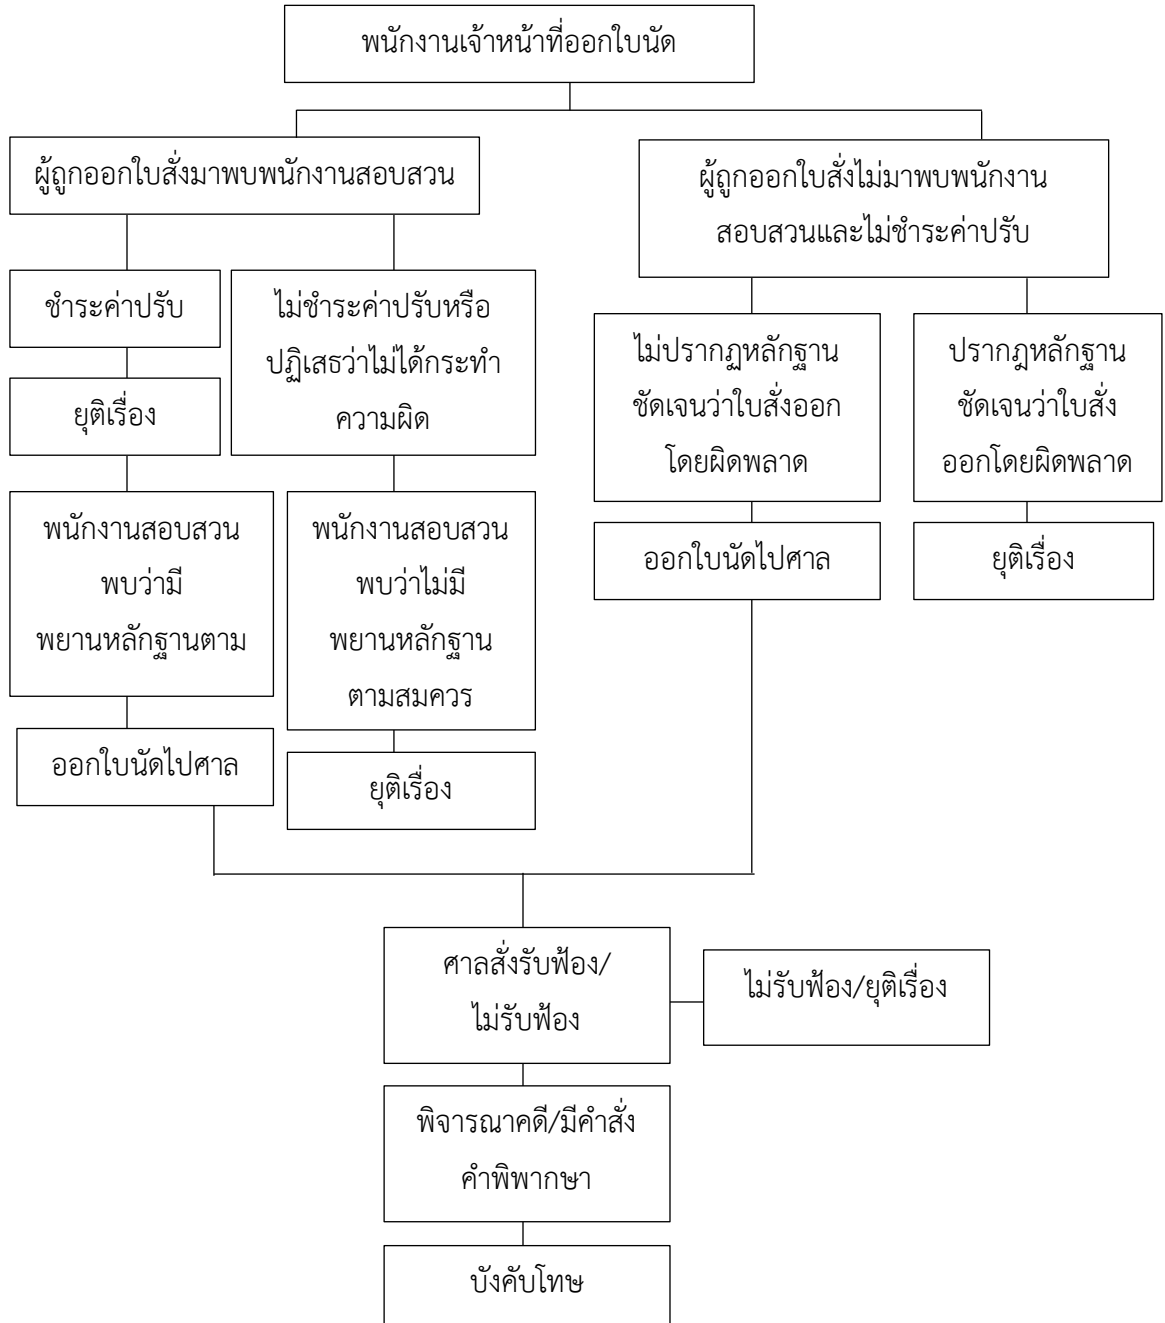 พนักงานเจ้าหน้าที่ออกใบนัด
ผู้ถูกออกใบสั่งมาพบพนักงานสอบสวน
ผู้ถูกออกใบสั่งไม่มาพบพนักงาน
สอบสวนและไม่ชำระค่าปรับ
ชำระค่าปรับ
ไม่ชำระค่าปรับหรือ
ปฏิเสธว่าไม่ได้กระทำ
ความผิด
ไม่ปรากฏหลักฐาน
ชัดเจนว่าใบสั่งออก
โดยผิดพลาด
ปรากฎหลักฐาน
ชัดเจนว่าใบสั่ง
ออกโดยผิดพลาด
ยุติเรื่อง
พนักงานสอบสวน
พบว่ามี
พยานหลักฐานตาม
พนักงานสอบสวน
พบว่าไม่มี
พยานหลักฐาน
ตามสมควร
ออกใบนัดไปศาล
ยุติเรื่อง
ออกใบนัดไปศาล
ยุติเรื่อง
ศาลสั่งรับฟ้อง/
ไม่รับฟ้อง
ไม่รับฟ้อง/ยุติเรื่อง
พิจารณาคดี/มีคำสั่ง
คำพิพากษา
บังคับโทษ